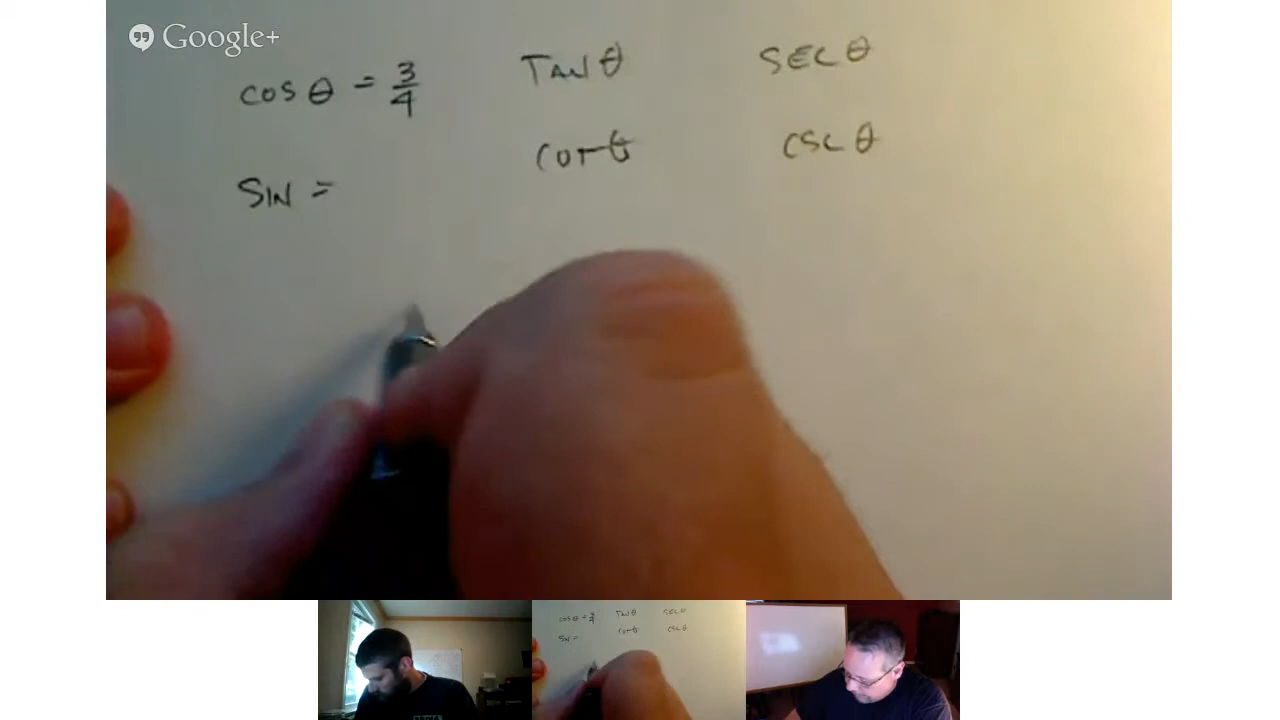 Google+
COS θ = 3/4 TAN θ SEC θ
COT θ CSC θ
SIN =